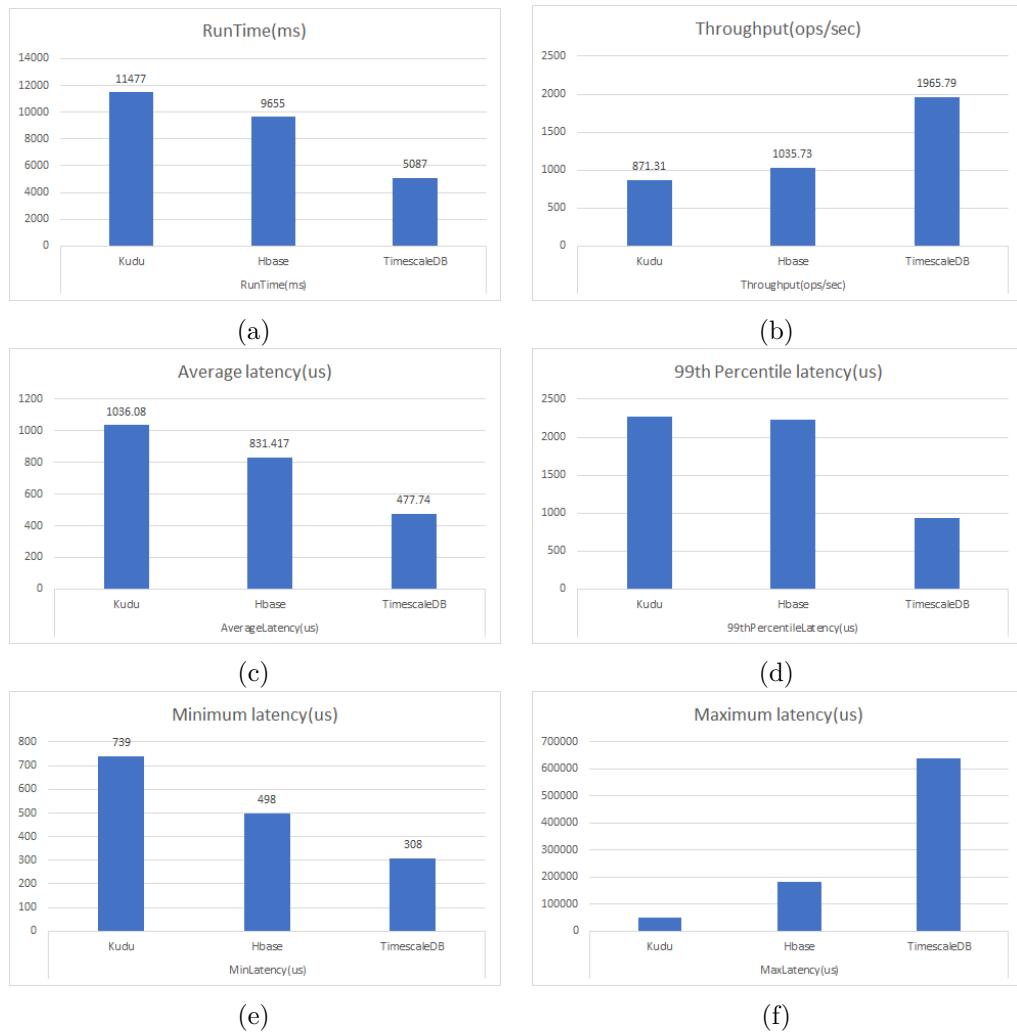 RunTime(ms)
14000
12000
10000
8000
6000
4000
2000
0
11477
9655
5087
Kudu
Hbase
TimescaleDB
RunTime(ms)
(a)
Throughput(ops/sec)
2500
2000
1500
1000
500
0
871.31
1035.73
1965.79
Kudu
Hbase
TimescaleDB
Throughput(ops/sec)
(b)
Average latency(us)
1200
1000
800
600
400
200
0
1036.08
831.417
477.74
Kudu
Hbase
TimescaleDB
AverageLatency(us)
(c)
99th Percentile latency(us)
2500
2000
1500
1000
500
0
Kudu
Hbase
TimescaleDB
99thPercentileLatency(us)
(d)
Minimum latency(us)
800
700
600
500
400
300
200
100
0
739
498
308
Kudu
Hbase
TimescaleDB
MinLatency(us)
(e)
Maximum latency(us)
700000
600000
500000
400000
300000
200000
100000
0
Kudu
Hbase
TimescaleDB
MaxLatency(us)
(f)